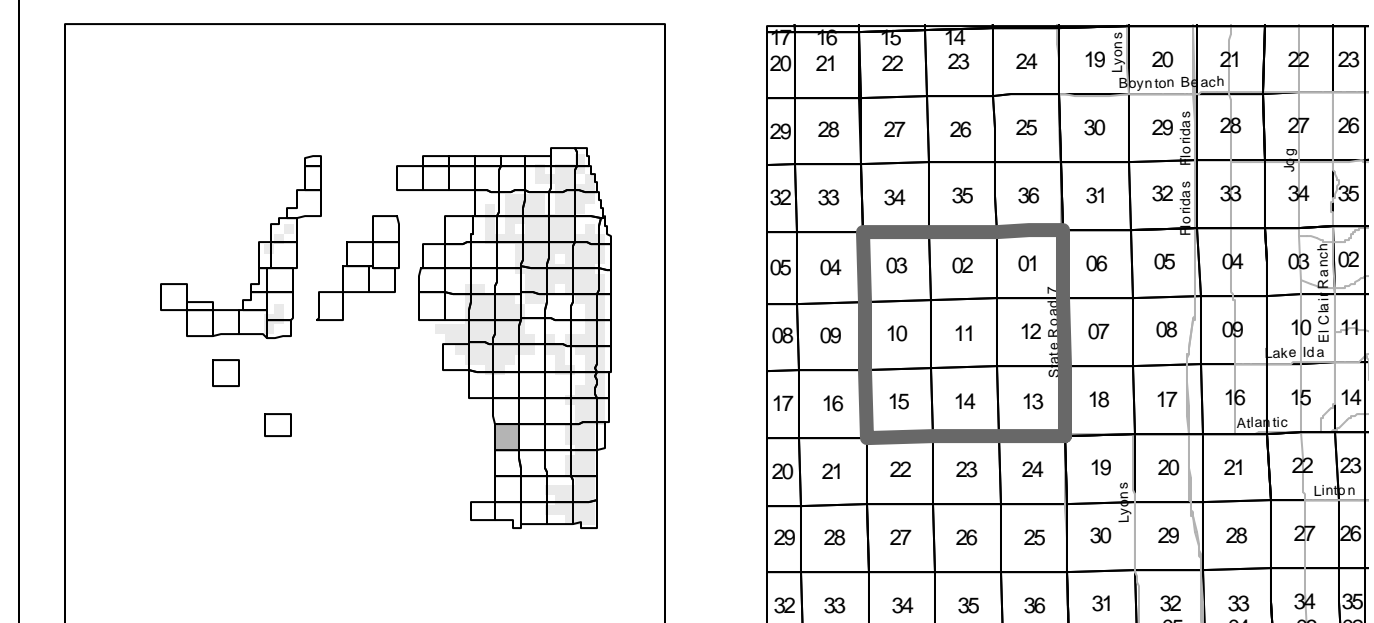 17 16 15 14
20 21 22 23 24 19 Lyons 20 21 22 23
Boynton Beach
29 28 27 26 25 30 29 Floridas 28 27 26
Jog
32 33 34 35 36 31 32 Floridas 33 34 35
05 04 03 02 01 06 05 04 03 El Clair Ranch 02
State Road 7
08 09 10 11 12 07 08 09 10 11
Lake Ida
17 16 15 14 13 18 17 16 15 14
Atlantic
20 21 22 23 24 19 20 21 22 23
Lyons Linton
29 28 27 26 25 30 29 28 27 26
32 33 34 35 36 31 32 33 34 35